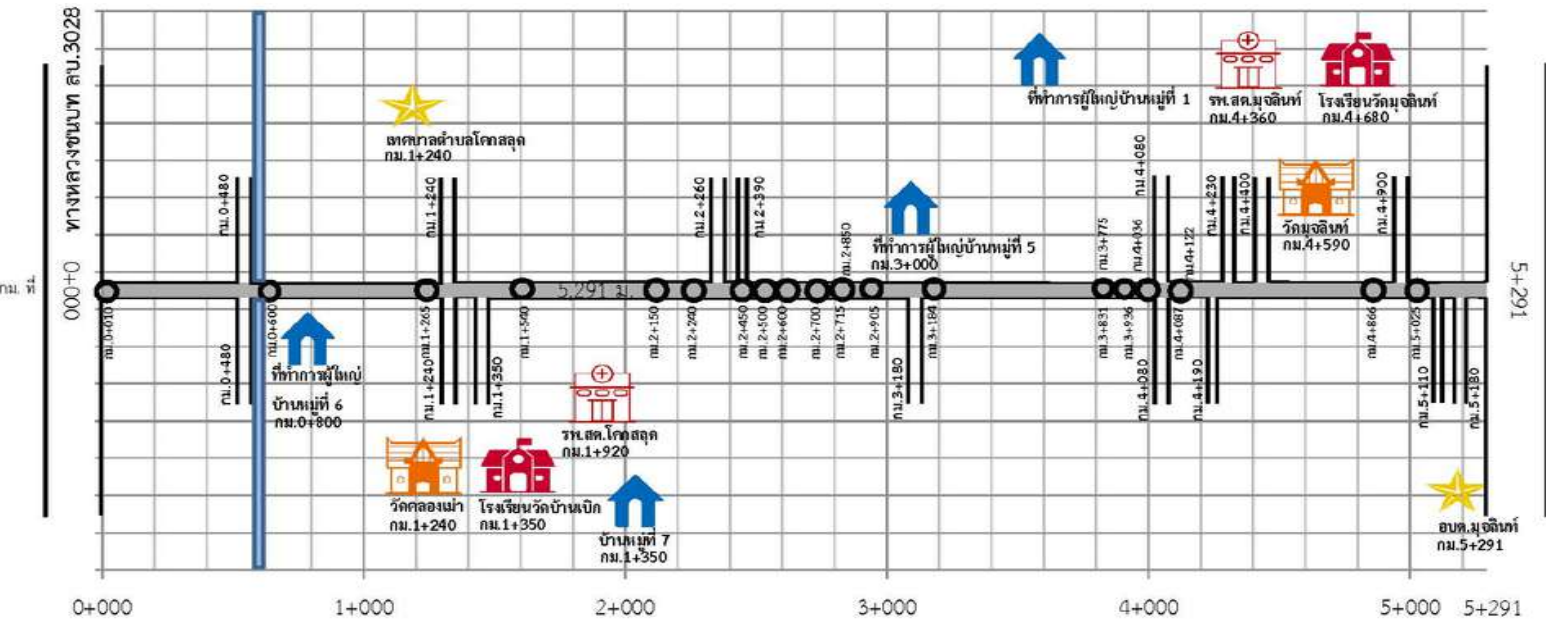 ทางหลวงชนบท ลบ.3028
กม. ที่
000+0
5+291
เทศบาลตำบลโคกสลุด
กม.1+240
ที่ทำการผู้ใหญ่บ้านหมู่ที่ 1
รพ.สต.มุจลินท์
กม.4+360
โรงเรียนวัดมุจลินท์
กม.4+680
กม.0+480
กม.1+240
กม.2+260
กม.2+390
กม.2+850
ที่ทำการผู้ใหญ่บ้านหมู่ที่ 5
กม.3+000
กม.3+775
กม.4+036
กม.4+080
กม.4+122
กม.4+230
กม.4+400
วัดมุจลินท์
กม.4+590
กม.4+900
5,291 ม.
กม.0+010
กม.0+600
กม.1+265
กม.1+540
กม.2+150
กม.2+240
กม.2+450
กม.2+500
กม.2+600
กม.2+700
กม.2+715
กม.2+905
กม.3+184
กม.3+831
กม.3+936
กม.4+087
กม.4+866
กม.5+025
กม.0+480
กม.1+240
กม.1+350
กม.3+180
กม.4+080
กม.4+190
กม.5+110
กม.5+180
ที่ทำการผู้ใหญ่
บ้านหมู่ที่ 6
กม.0+800
รพ.สต.โคกสลุด
กม.1+920
วัดคลองเม่า
กม.1+240
โรงเรียนวัดบ้านเบิก
กม.1+350
บ้านหมู่ที่ 7
กม.1+350
อบต.มุจลินท์
กม.5+291
0+000
1+000
2+000
3+000
4+000
5+000
5+291